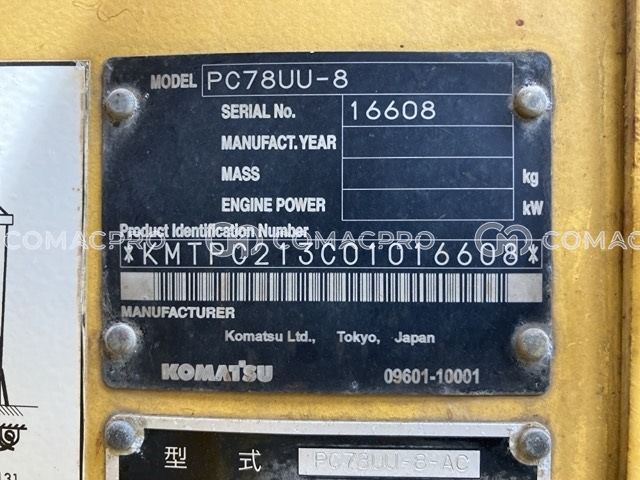 MODEL PC78UU-8
SERIAL No. 16608
MANUFACT. YEAR
MASS kg
ENGINE POWER kW
Product Identification Number
*KMTPC213C01016608*
COMACPRO COMACPRO COMACPRO
MANUFACTURER
Komatsu Ltd., Tokyo, Japan
KOMATSU 09601-10001
型式 PC78UU-8-AC
131